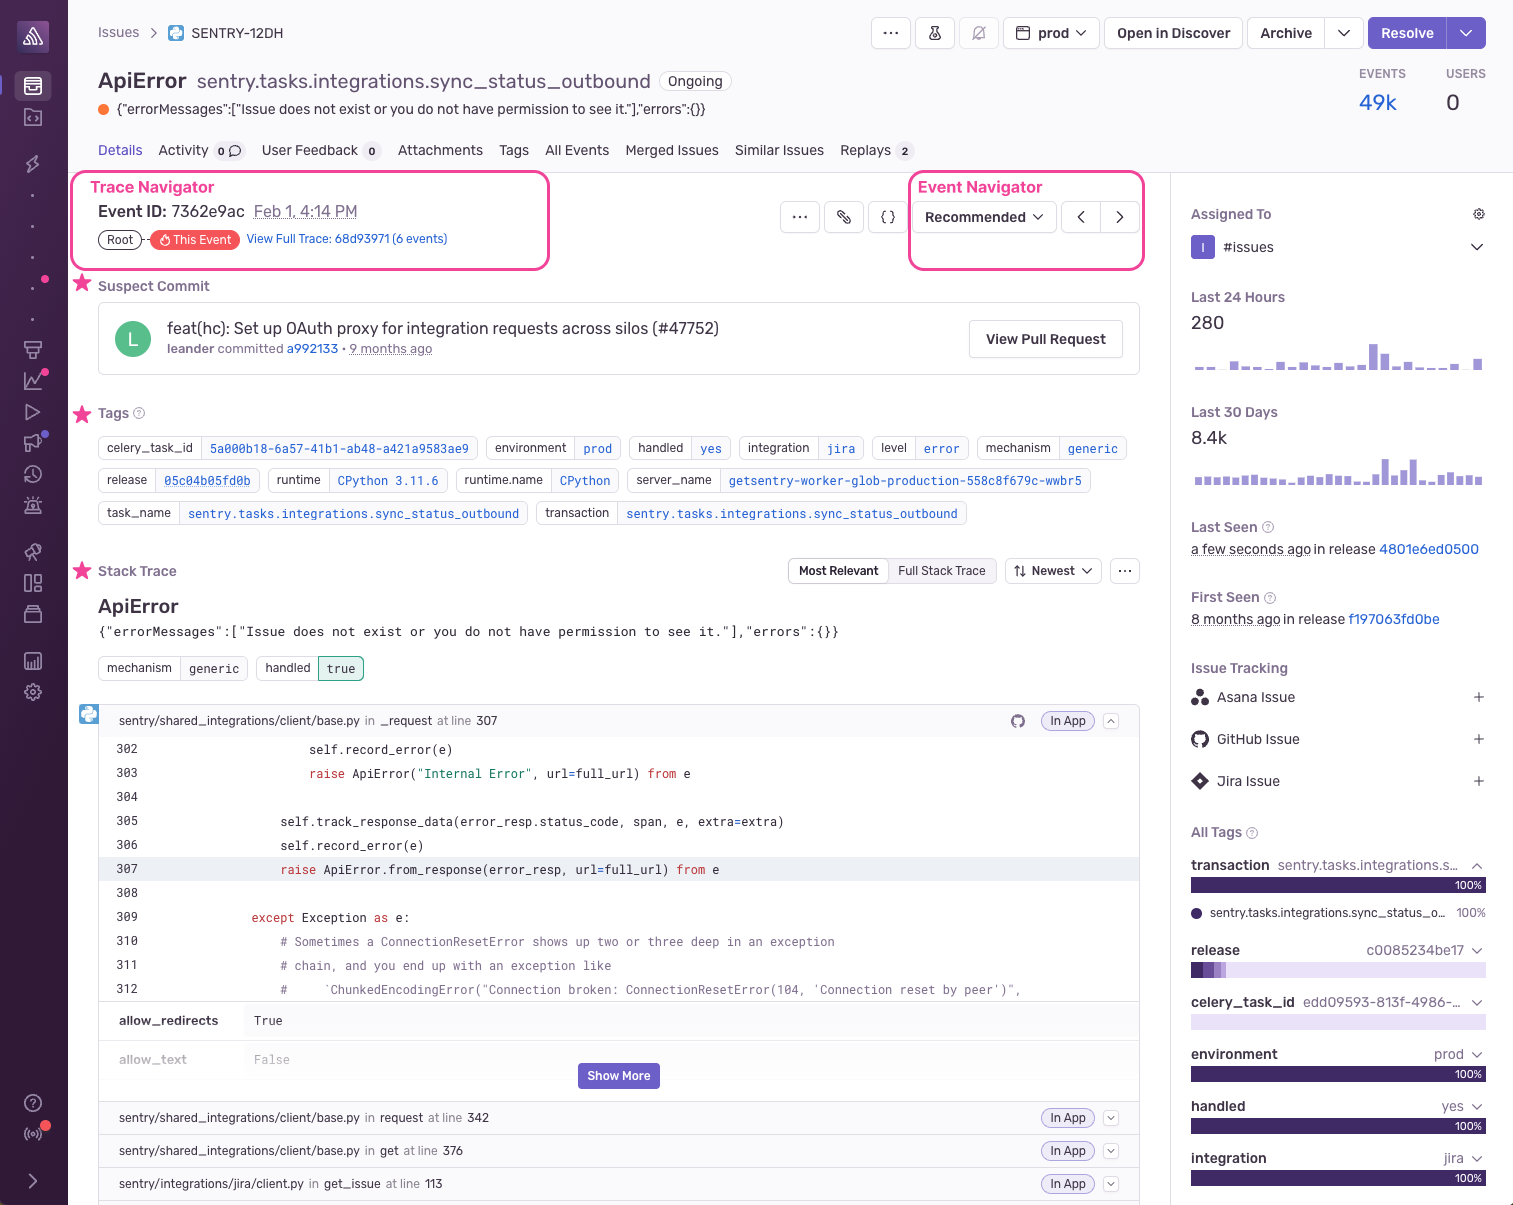 Issues > SENTRY-12DH
prod
Open in Discover
Archive
Resolve
ApiError sentry.tasks.integrations.sync_status_outbound Ongoing
EVENTS USERS
49k 0
{"errorMessages":["Issue does not exist or you do not have permission to see it."],"errors":{}}
Details Activity 0 User Feedback 0 Attachments Tags All Events Merged Issues Similar Issues Replays 2
Trace Navigator
Event ID: 7362e9ac Feb 1, 4:14 PM
Root This Event View Full Trace: 68d93971 (6 events)
Event Navigator
{} Recommended < >
Suspect Commit
L
feat(hc): Set up OAuth proxy for integration requests across silos (#47752)
leander committed a992133 • 9 months ago
View Pull Request
Tags
celery_task_id 5a000b18-6a57-41b1-ab48-a421a9583ae9 environment prod handled yes integration jira level error mechanism generic
release 05c04b05fd0b runtime CPython 3.11.6 runtime.name CPython server_name getsentry-worker-glob-production-558c8f679c-wwbr5
task_name sentry.tasks.integrations.sync_status_outbound transaction sentry.tasks.integrations.sync_status_outbound
Stack Trace
Most Relevant Full Stack Trace Newest
ApiError
{"errorMessages":["Issue does not exist or you do not have permission to see it."],"errors":{}}
mechanism generic handled true
sentry/shared_integrations/client/base.py in _request at line 307 In App
302 self.record_error(e)
303 raise ApiError("Internal Error", url=full_url) from e
304
305 self.track_response_data(error_resp.status_code, span, e, extra=extra)
306 self.record_error(e)
307 raise ApiError.from_response(error_resp, url=full_url) from e
308
309 except Exception as e:
310 # Sometimes a ConnectionResetError shows up two or three deep in an exception
311 # chain, and you end up with an exception like
312 # `ChunkedEncodingError("Connection broken: ConnectionResetError(104, 'Connection reset by peer')",
allow_redirects True
allow_text False
Show More
sentry/shared_integrations/client/base.py in request at line 342 In App
sentry/shared_integrations/client/base.py in get at line 376 In App
sentry/integrations/jira/client.py in get_issue at line 113 In App
Assigned To
I #issues
Last 24 Hours
280
Last 30 Days
8.4k
Last Seen
a few seconds ago in release 4801e6ed0500
First Seen
8 months ago in release f197063fd0be
Issue Tracking
Asana Issue +
GitHub Issue +
Jira Issue +
All Tags
transaction sentry.tasks.integrations.s...
100%
sentry.tasks.integrations.sync_status_o... 100%
release c0085234be17
celery_task_id edd09593-813f-4986-...
environment prod
100%
handled yes
100%
integration jira
100%